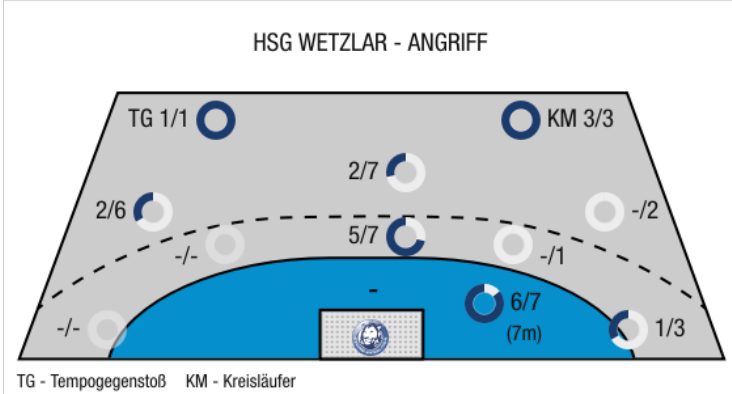 HSG WETZLAR - ANGRIFF
TG 1/1
KM 3/3
2/7
2/6
-/2
5/7
-/-
-/1
-
6/7
(7m)
-/-
1/3
TG - Tempogegenstoß KM - Kreisläufer